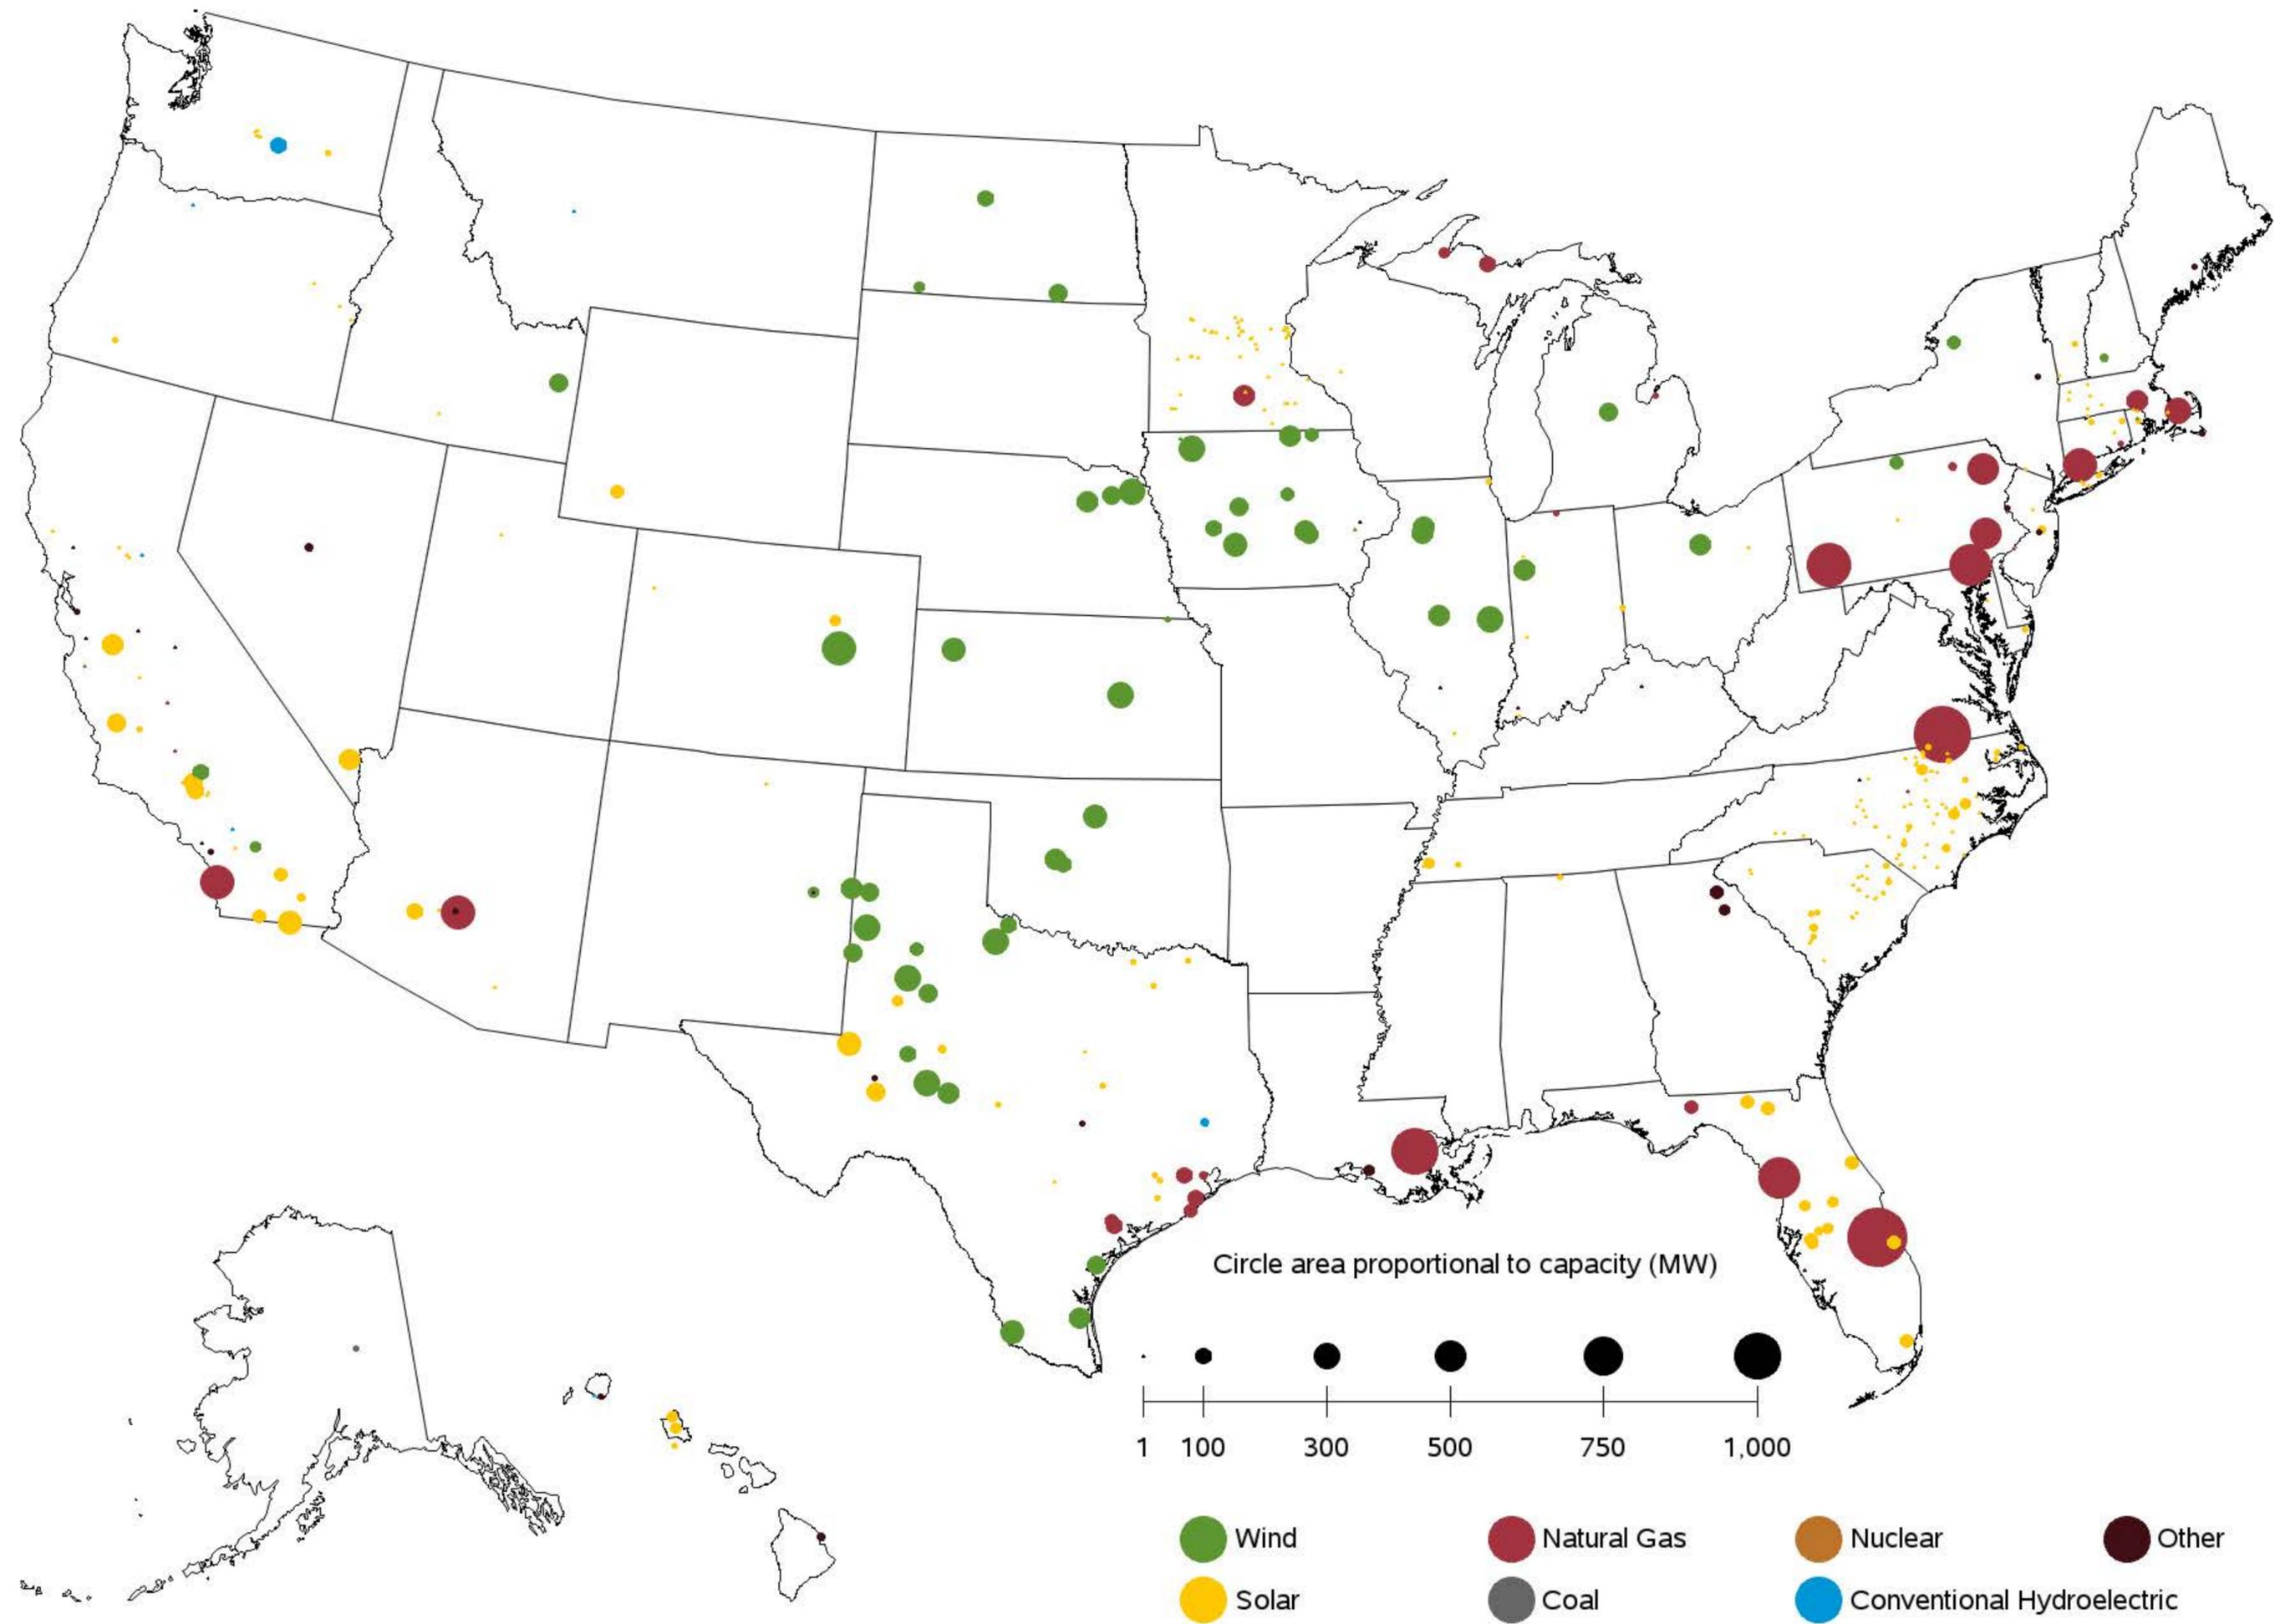 Circle area proportional to capacity (MW)
1 100 300 500 750 1,000
Wind Natural Gas Nuclear Other
Solar Coal Conventional Hydroelectric